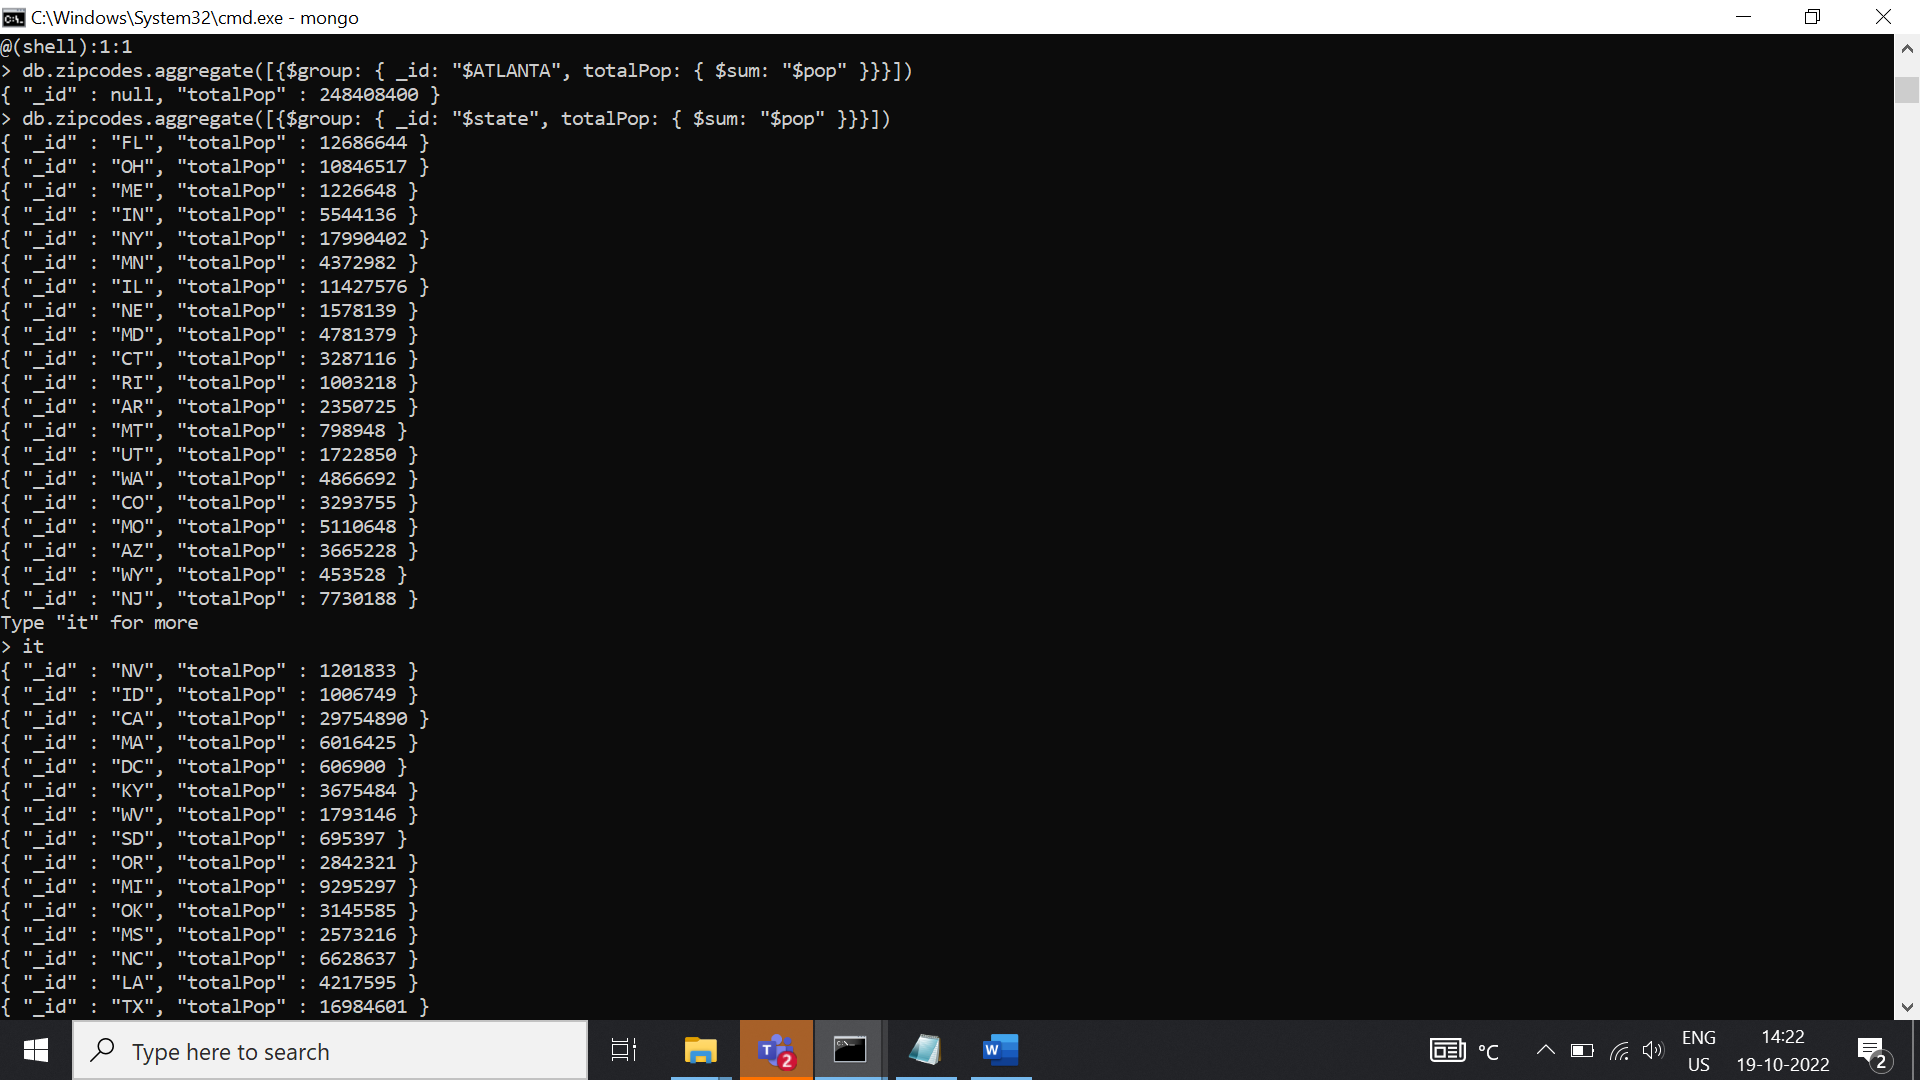 C:\Windows\System32\cmd.exe - mongo
@(shell):1:1
> db.zipcodes.aggregate([{$group: { _id: "$ATLANTA", totalPop: { $sum: "$pop" }}}])
{ "_id" : null, "totalPop" : 248408400 }
> db.zipcodes.aggregate([{$group: { _id: "$state", totalPop: { $sum: "$pop" }}}])
{ "_id" : "FL", "totalPop" : 12686644 }
{ "_id" : "OH", "totalPop" : 10846517 }
{ "_id" : "ME", "totalPop" : 1226648 }
{ "_id" : "IN", "totalPop" : 5544136 }
{ "_id" : "NY", "totalPop" : 17990402 }
{ "_id" : "MN", "totalPop" : 4372982 }
{ "_id" : "IL", "totalPop" : 11427576 }
{ "_id" : "NE", "totalPop" : 1578139 }
{ "_id" : "MD", "totalPop" : 4781379 }
{ "_id" : "CT", "totalPop" : 3287116 }
{ "_id" : "RI", "totalPop" : 1003218 }
{ "_id" : "AR", "totalPop" : 2350725 }
{ "_id" : "MT", "totalPop" : 798948 }
{ "_id" : "UT", "totalPop" : 1722850 }
{ "_id" : "WA", "totalPop" : 4866692 }
{ "_id" : "CO", "totalPop" : 3293755 }
{ "_id" : "MO", "totalPop" : 5110648 }
{ "_id" : "AZ", "totalPop" : 3665228 }
{ "_id" : "WY", "totalPop" : 453528 }
{ "_id" : "NJ", "totalPop" : 7730188 }
Type "it" for more
> it
{ "_id" : "NV", "totalPop" : 1201833 }
{ "_id" : "ID", "totalPop" : 1006749 }
{ "_id" : "CA", "totalPop" : 29754890 }
{ "_id" : "MA", "totalPop" : 6016425 }
{ "_id" : "DC", "totalPop" : 606900 }
{ "_id" : "KY", "totalPop" : 3675484 }
{ "_id" : "WV", "totalPop" : 1793146 }
{ "_id" : "SD", "totalPop" : 695397 }
{ "_id" : "OR", "totalPop" : 2842321 }
{ "_id" : "MI", "totalPop" : 9295297 }
{ "_id" : "OK", "totalPop" : 3145585 }
{ "_id" : "MS", "totalPop" : 2573216 }
{ "_id" : "NC", "totalPop" : 6628637 }
{ "_id" : "LA", "totalPop" : 4217595 }
{ "_id" : "TX", "totalPop" : 16984601 }
Type here to search
T 2
W
°C
ENG
US
14:22
19-10-2022
2